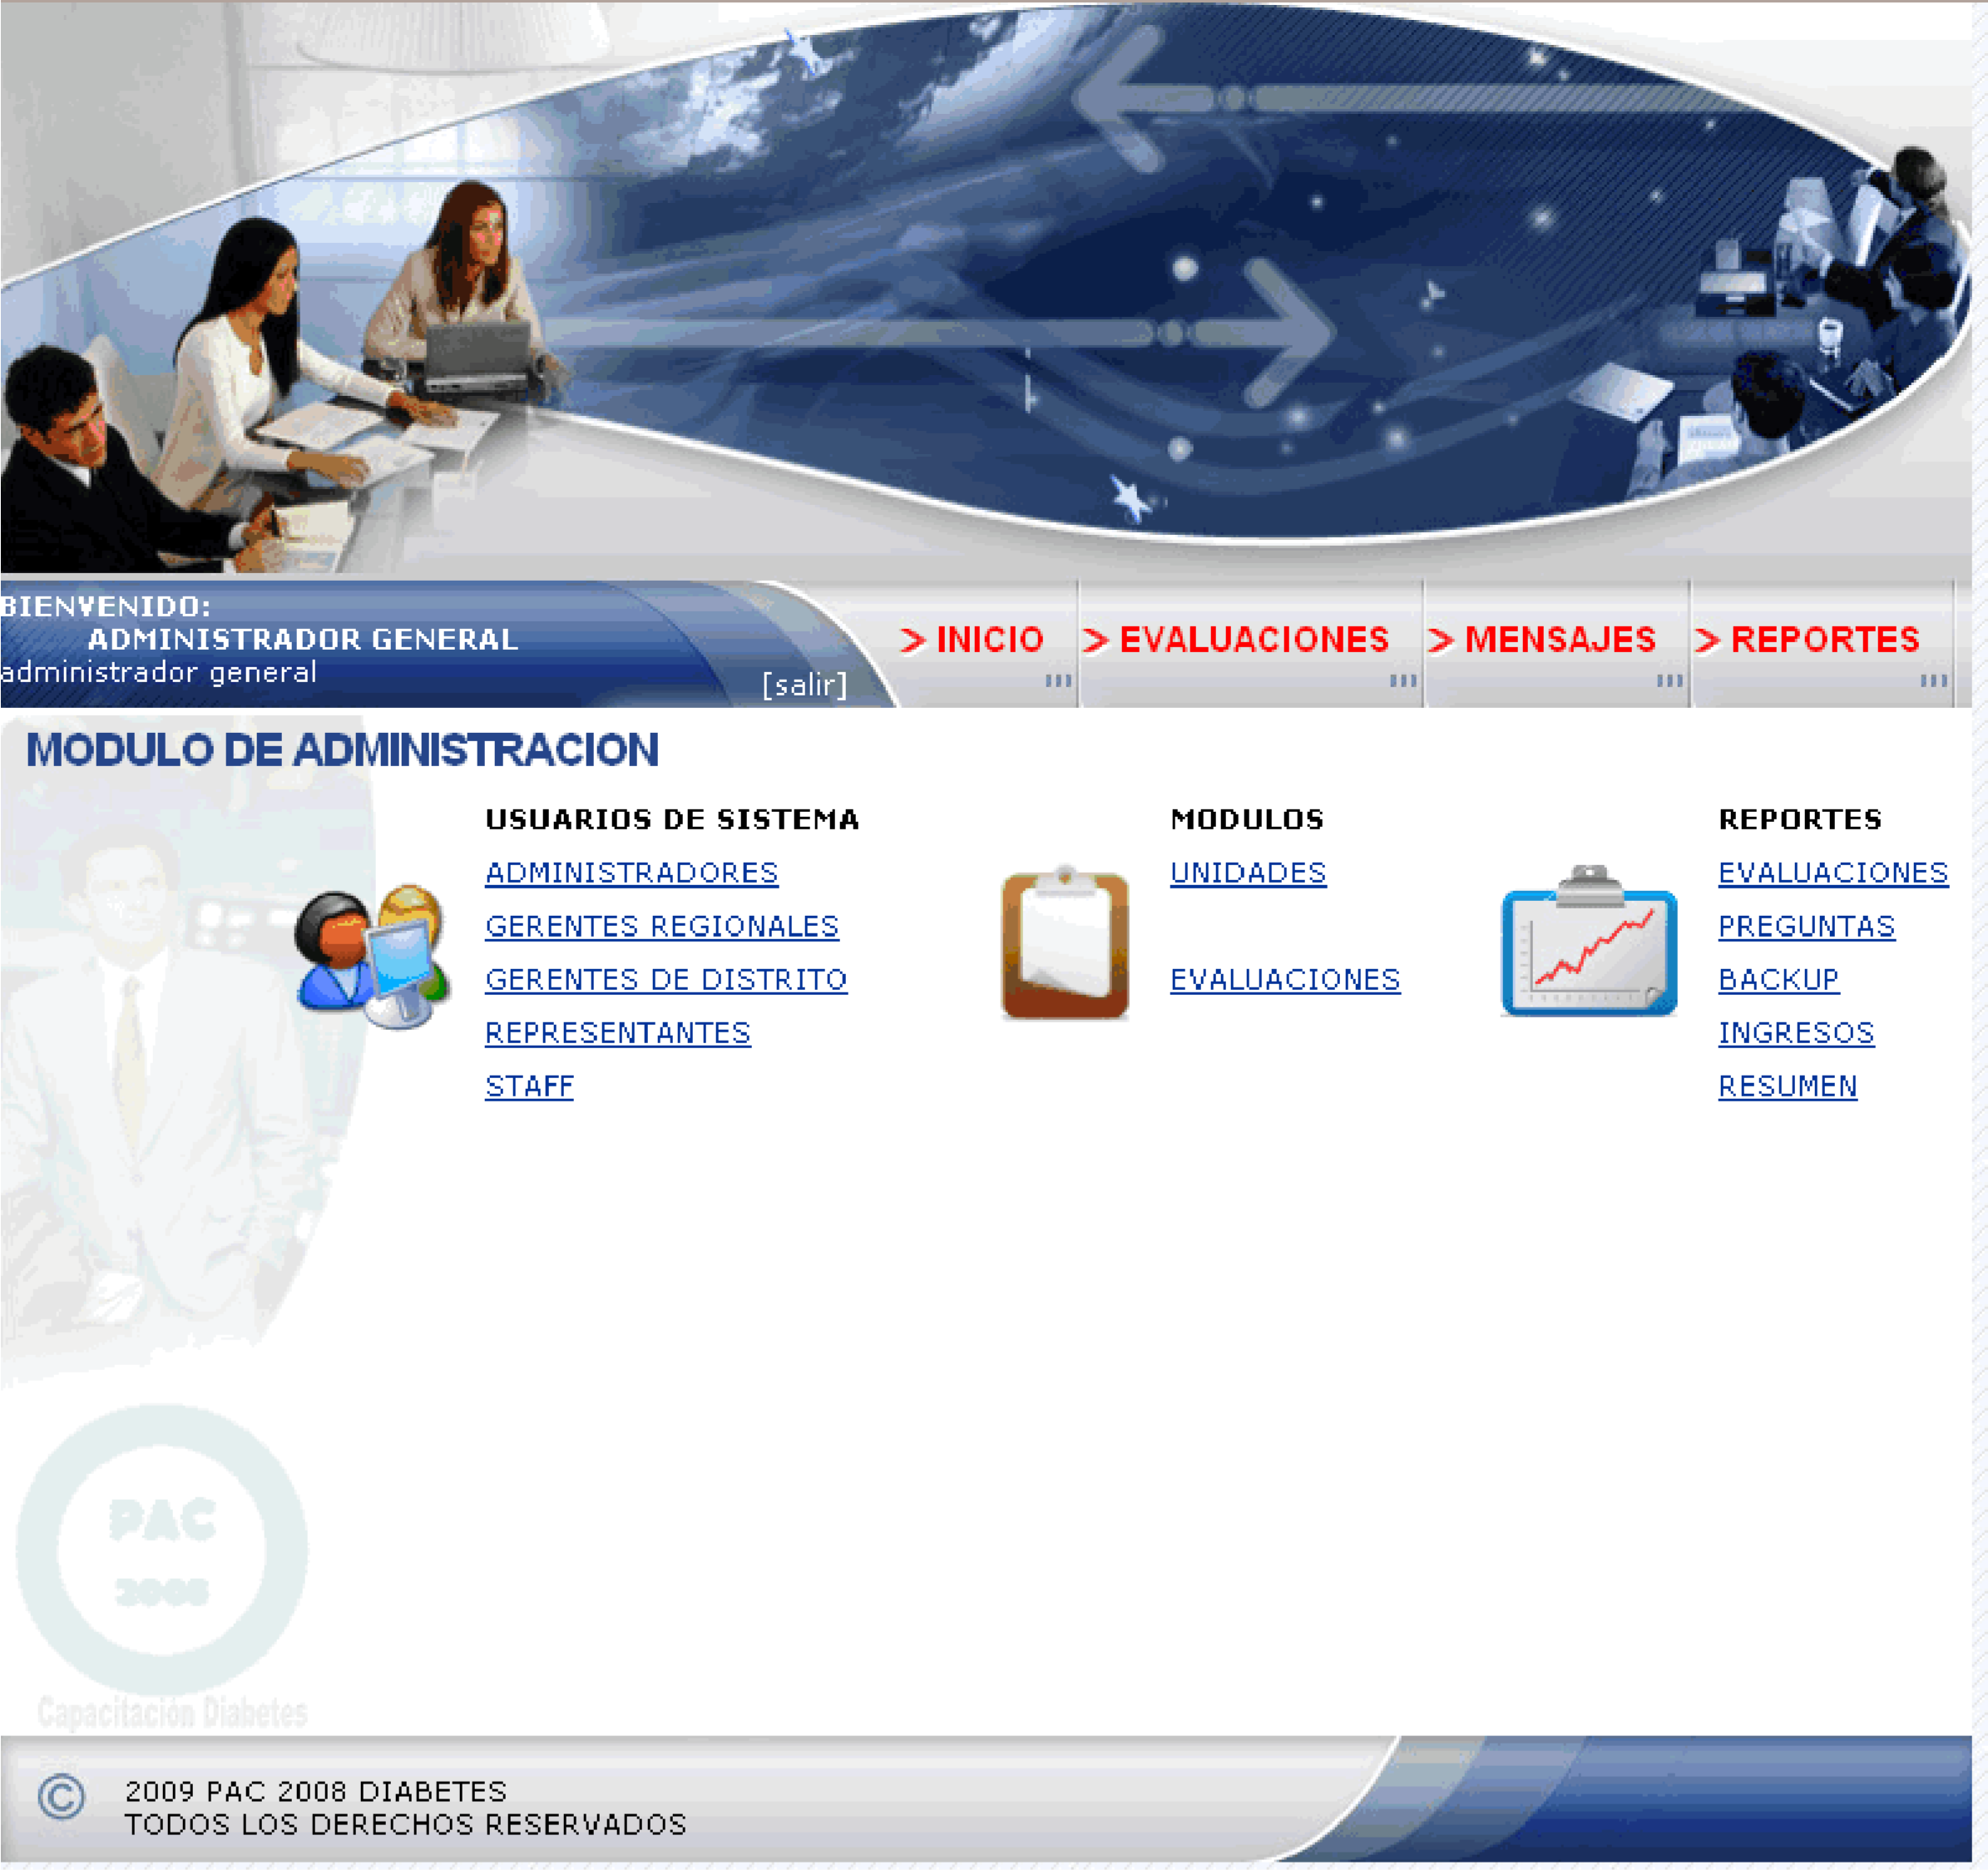 BIENVENIDO:
ADMINISTRADOR GENERAL
administrador general
[salir]
> INICIO
> EVALUACIONES
> MENSAJES
> REPORTES
MODULO DE ADMINISTRACION
USUARIOS DE SISTEMA
ADMINISTRADORES
GERENTES REGIONALES
GERENTES DE DISTRITO
REPRESENTANTES
STAFF
MODULOS
UNIDADES
EVALUACIONES
REPORTES
EVALUACIONES
PREGUNTAS
BACKUP
INGRESOS
RESUMEN
PAC
2008
Capacitación Diabetes
© 2009 PAC 2008 DIABETES
TODOS LOS DERECHOS RESERVADOS